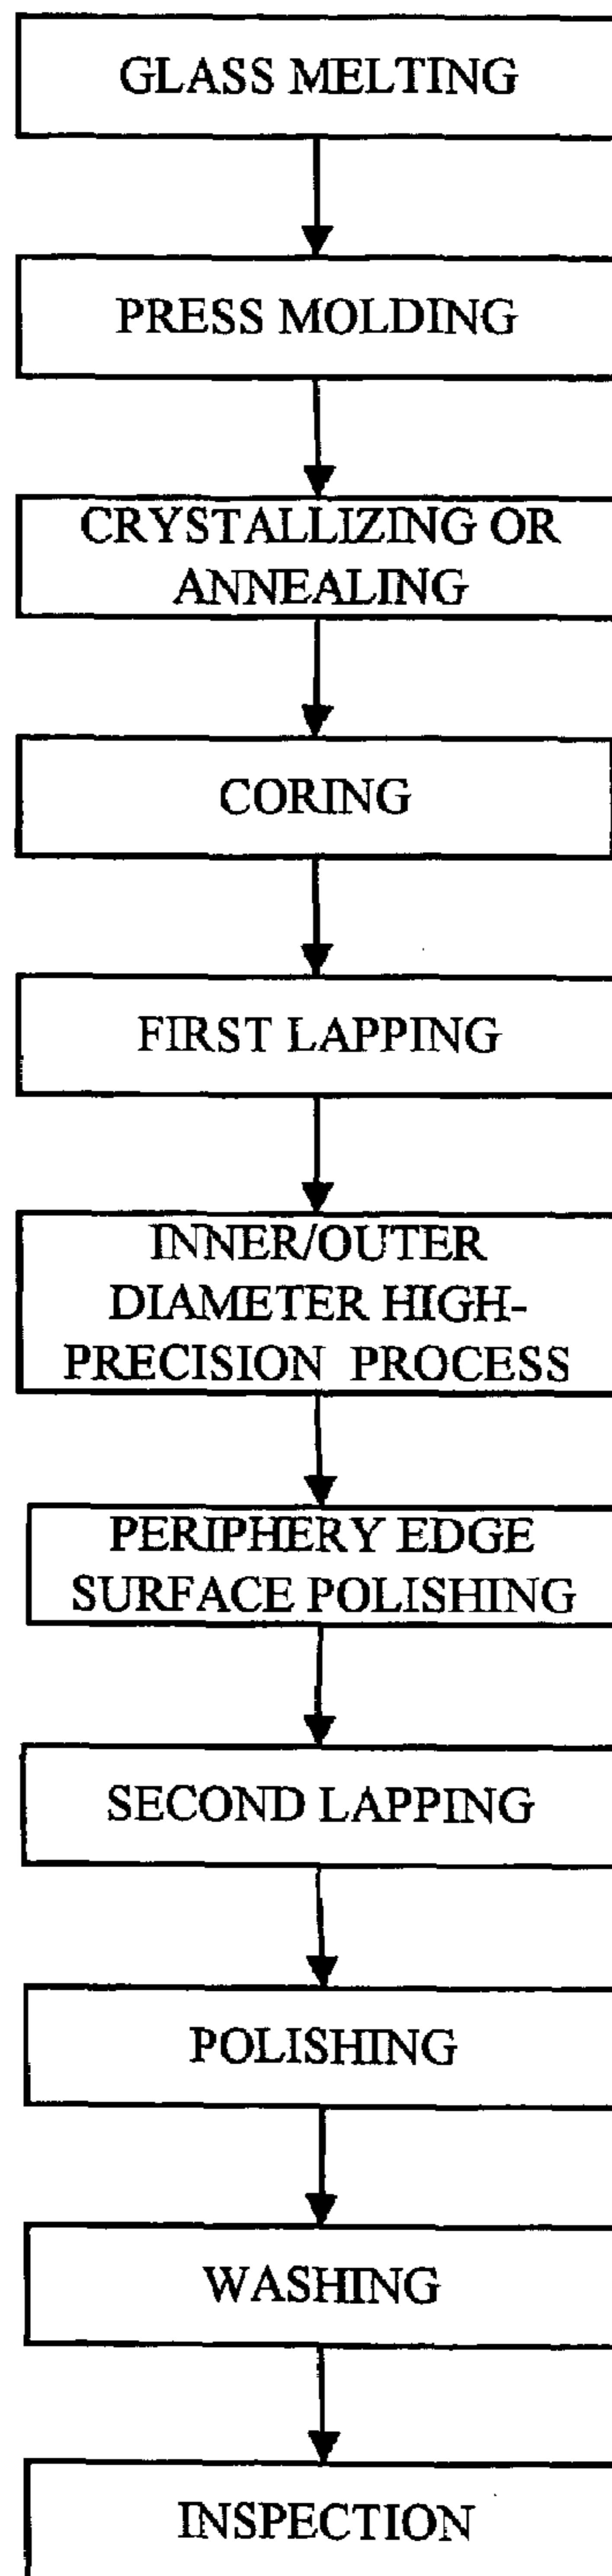 GLASS MELTING
PRESS MOLDING
CRYSTALLIZING OR
ANNEALING
CORING
FIRST LAPPING
INNER/OUTER
DIAMETER HIGH-
PRECISION PROCESS
PERIPHERY EDGE
SURFACE POLISHING
SECOND LAPPING
POLISHING
WASHING
INSPECTION